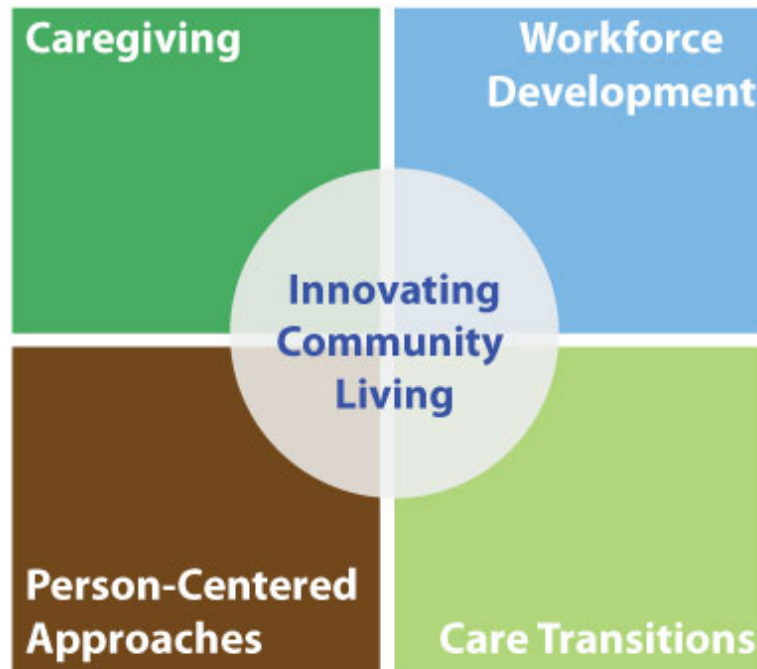 Caregiving
Workforce
Development
Innovating
Community
Living
Person-Centered
Approaches
Care Transitions